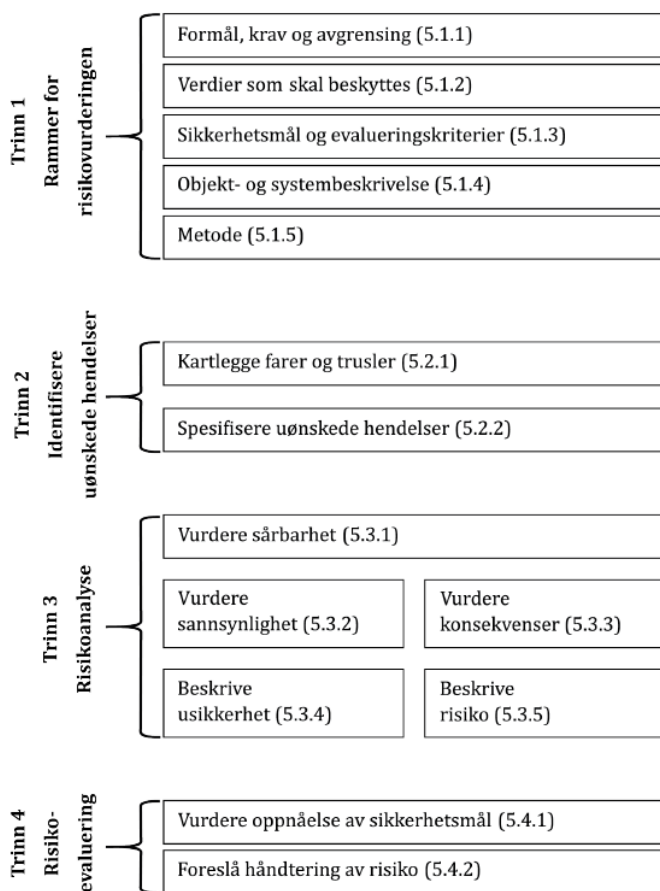 Trinn 1
Rammer for
risikovurderingen
Formål, krav og avgrensing (5.1.1)
Verdier som skal beskyttes (5.1.2)
Sikkerhetsmål og evalueringskriterier (5.1.3)
Objekt- og systembeskrivelse (5.1.4)
Metode (5.1.5)
Trinn 2
Identifisere
uønskede hendelser
Kartlegge farer og trusler (5.2.1)
Spesifisere uønskede hendelser (5.2.2)
Trinn 3
Risikoanalyse
Vurdere sårbarhet (5.3.1)
Vurdere
sannsynlighet (5.3.2)
Vurdere
konsekvenser (5.3.3)
Beskrive
usikkerhet (5.3.4)
Beskrive
risiko (5.3.5)
Trinn 4
Risiko-
evaluering
Vurdere oppnåelse av sikkerhetsmål (5.4.1)
Foreslå håndtering av risiko (5.4.2)